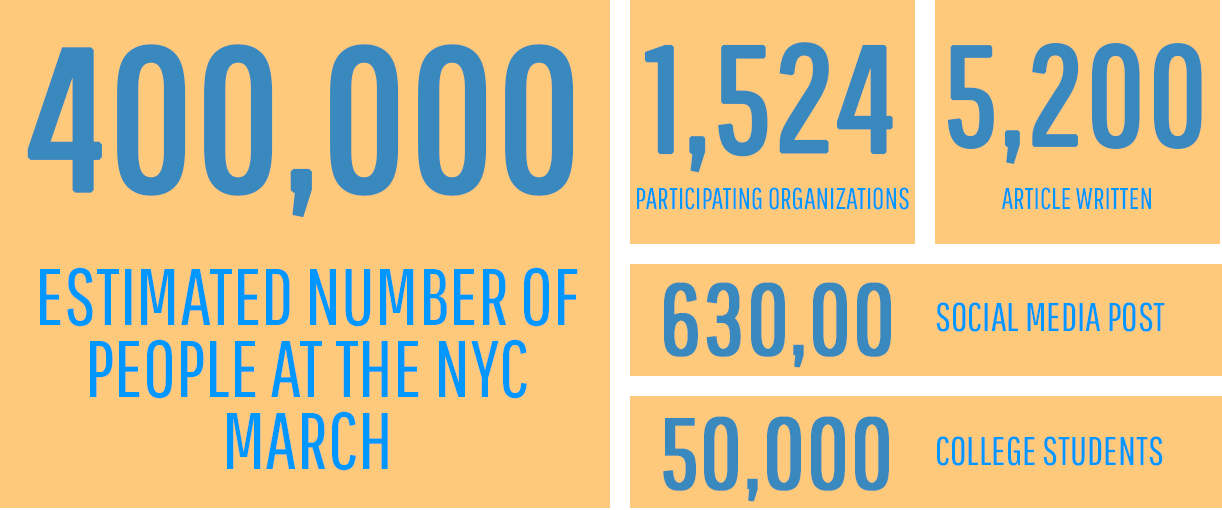 400,000
ESTIMATED NUMBER OF
PEOPLE AT THE NYC
MARCH
1,524
PARTICIPATING ORGANIZATIONS
5,200
ARTICLE WRITTEN
630,00
SOCIAL MEDIA POST
50,000
COLLEGE STUDENTS